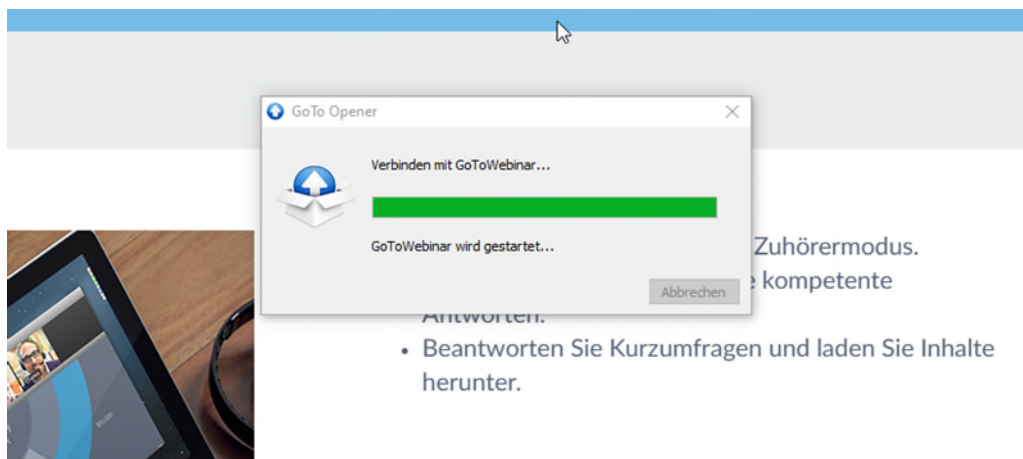 GoTo Opener
Verbinden mit GoToWebinar...
GoToWebinar wird gestartet...
Abbrechen
Zuhörermodus.
kompetente
Antworten.
• Beantworten Sie Kurzumfragen und laden Sie Inhalte
herunter.